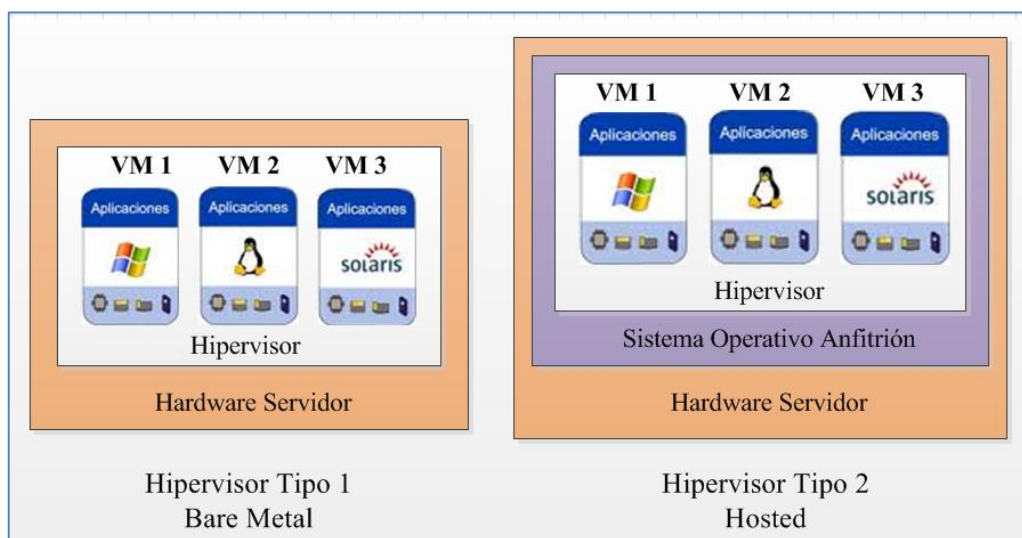 VM 1 VM 2 VM 3
Aplicaciones Aplicaciones Aplicaciones
solaris
Hipervisor
Hardware Servidor
Hipervisor Tipo 1
Bare Metal
VM 1 VM 2 VM 3
Aplicaciones Aplicaciones Aplicaciones
solaris
Hipervisor
Sistema Operativo Anfitrión
Hardware Servidor
Hipervisor Tipo 2
Hosted